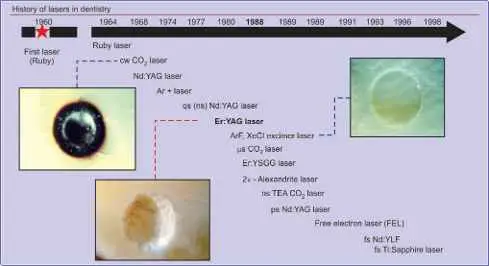 History of lasers in dentistry
1960 1964 1968 1974 1977 1980 1988 1989 1991 1993 1996 1998
First laser
(Ruby)
Ruby laser
cw CO2 laser
Nd:YAG laser
Ar + laser
qs (ns) Nd:YAG laser
Er:YAG laser
ArF, XeCl excimer laser
µs CO2 laser
Er:YSGG laser
2ν - Alexandrite laser
ns TEA CO2 laser
ps Nd:YAG laser
Free electron laser (FEL)
fs Nd:YLF
fs Ti:Sapphire laser